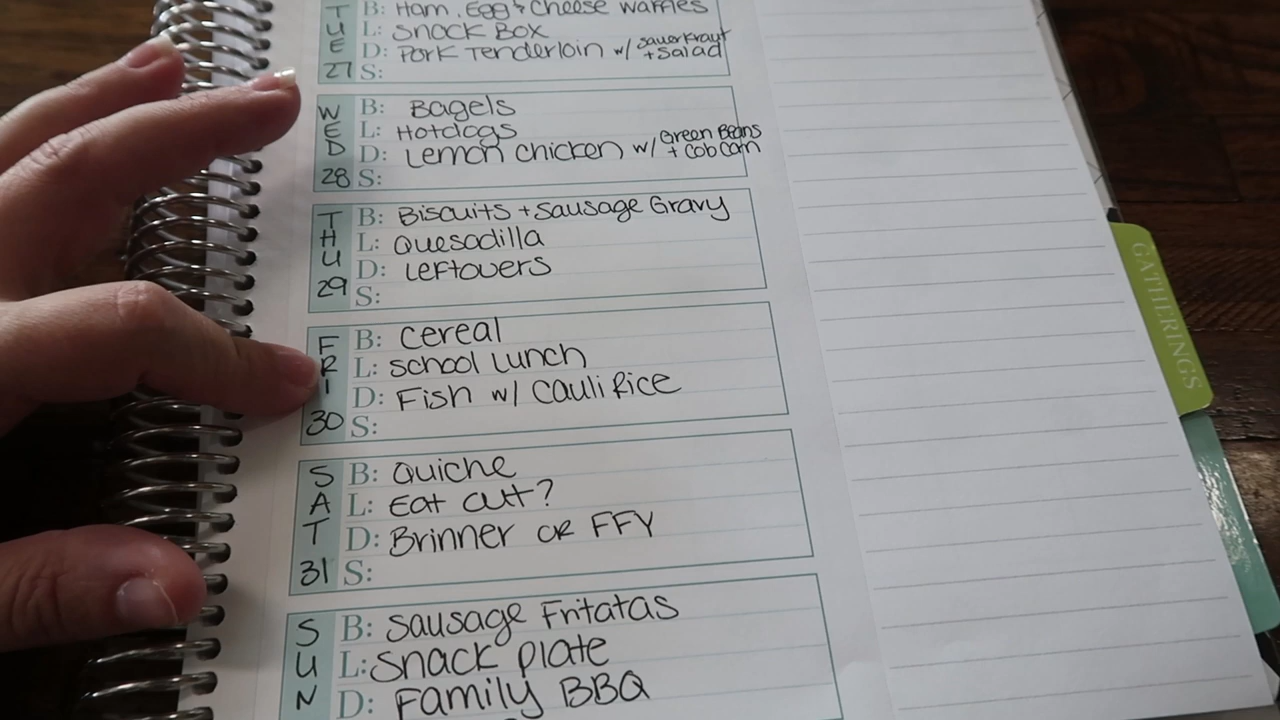 TUE 27
B: Ham, Egg + Cheese Waffles
L: Snack Box
D: Pork Tenderloin w/ sauerkraut + salad
S:
WED 28
B: Bagels
L: Hotdogs
D: Lemon Chicken w/ Green Beans + Cob Corn
S:
THU 29
B: Biscuits + Sausage Gravy
L: Quesadilla
D: Leftovers
S:
FRI 30
B: Cereal
L: School Lunch
D: Fish w/ Cauli Rice
S:
SAT 31
B: Quiche
L: Eat out?
D: Brinner or FFY
S:
SUN
B: Sausage Fritatas
L: Snack Plate
D: Family BBQ
GATHERINGS